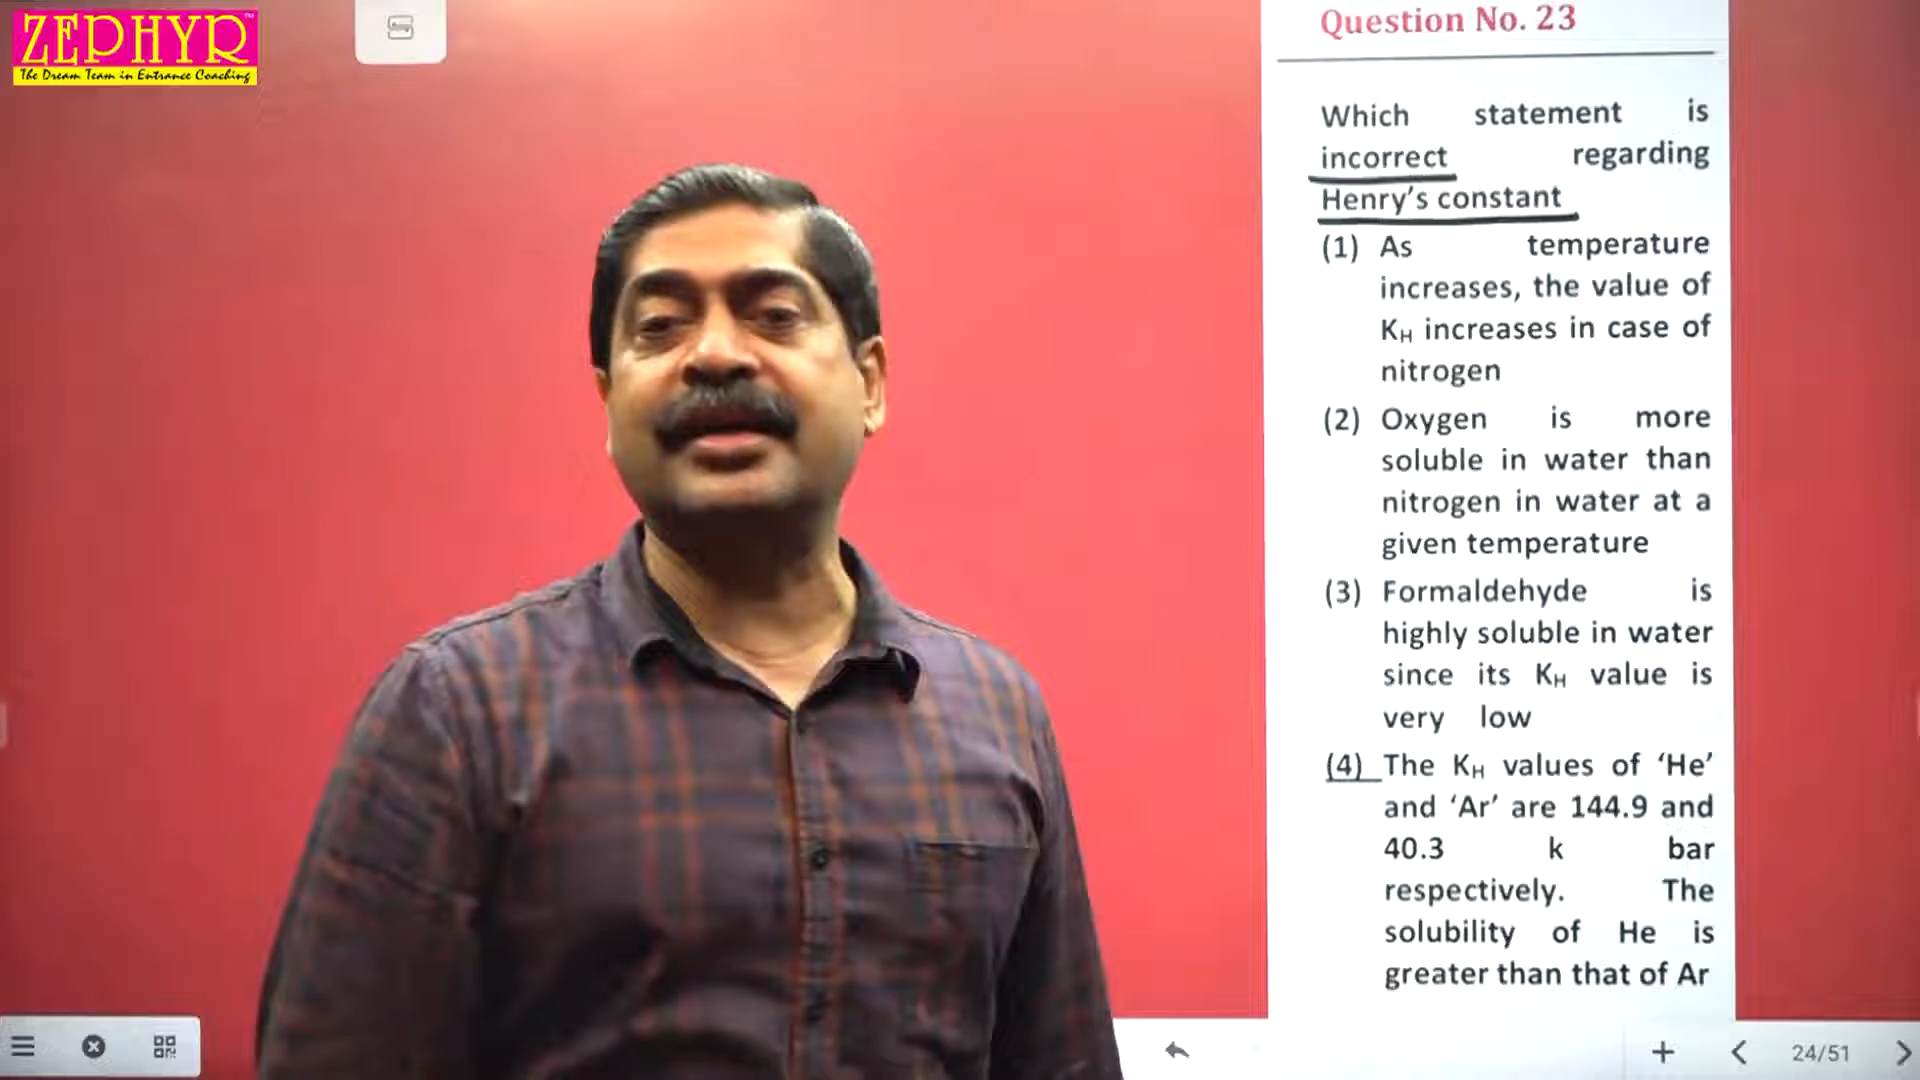 ZEPHYR™
The Dream Team in Entrance Coaching
Question No. 23
Which statement is
incorrect regarding
Henry's constant
(1) As temperature
increases, the value of
KH increases in case of
nitrogen
(2) Oxygen is more
soluble in water than
nitrogen in water at a
given temperature
(3) Formaldehyde is
highly soluble in water
since its KH value is
very low
(4) The KH values of ‘He’
and ‘Ar’ are 144.9 and
40.3 k bar
respectively. The
solubility of He is
greater than that of Ar
24/51